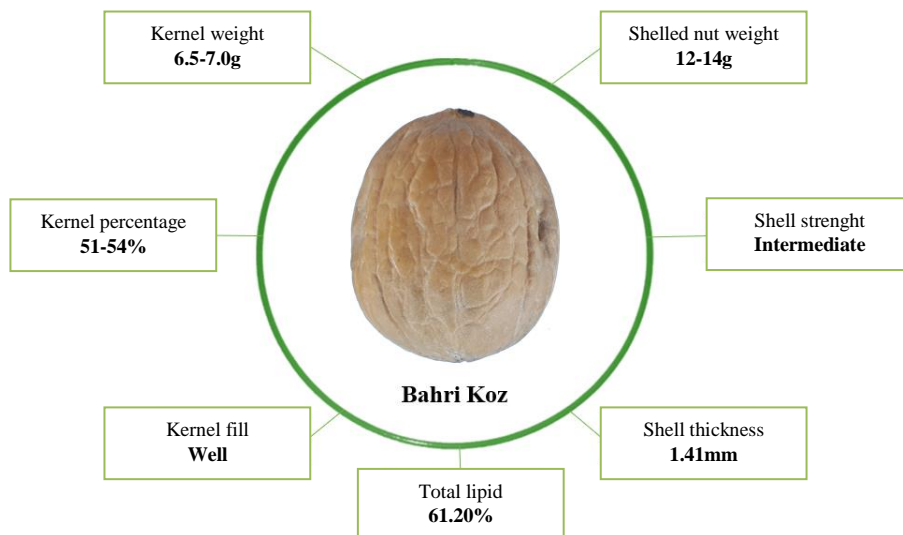 Kernel weight
6.5-7.0g
Shelled nut weight
12-14g
Kernel percentage
51-54%
Shell strenght
Intermediate
Bahri Koz
Kernel fill
Well
Shell thickness
1.41mm
Total lipid
61.20%